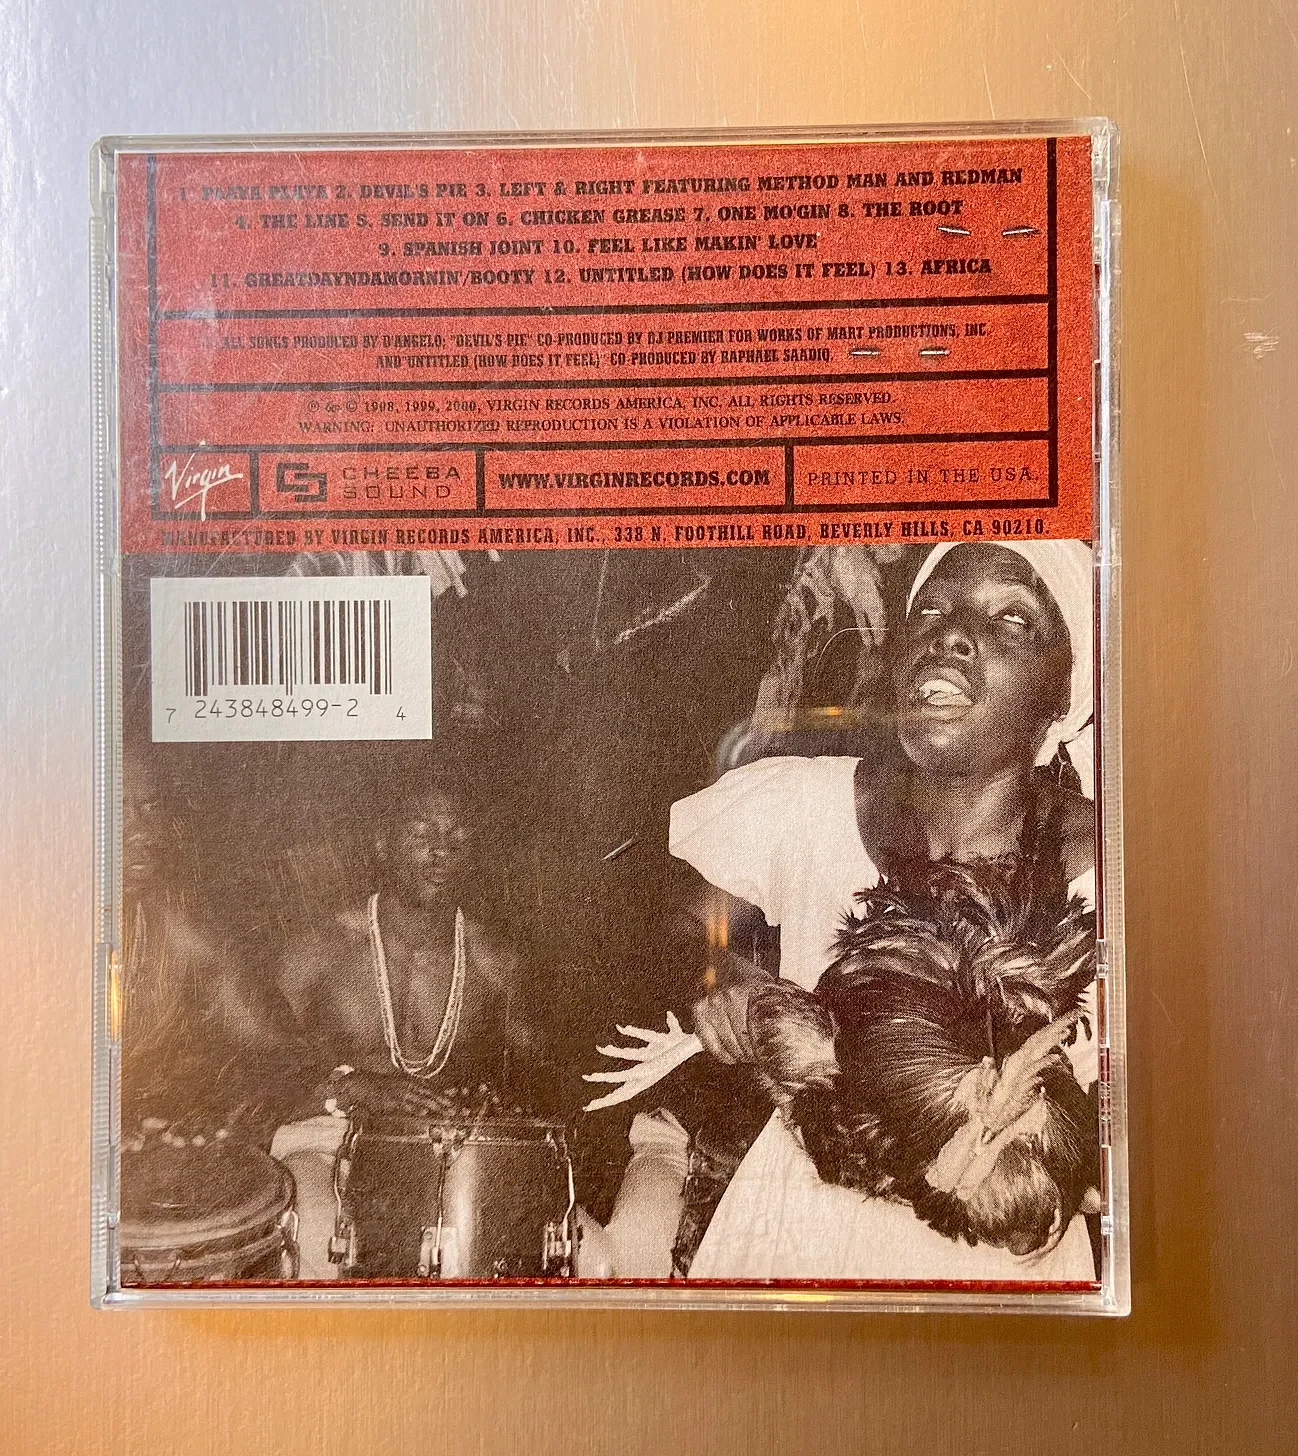 1. PLAYA PLAYA 2. DEVIL'S PIE 3. LEFT & RIGHT FEATURING METHOD MAN AND REDMAN
4. THE LINE 5. SEND IT ON 6. CHICKEN GREASE 7. ONE MO'GIN 8. THE ROOT
9. SPANISH JOINT 10. FEEL LIKE MAKIN' LOVE
11. GREATDAYNDAMORNIN'/BOOTY 12. UNTITLED (HOW DOES IT FEEL) 13. AFRICA
ALL SONGS PRODUCED BY D'ANGELO; "DEVIL'S PIE" CO-PRODUCED BY DJ PREMIER FOR WORKS OF MART PRODUCTIONS, INC.
AND "UNTITLED (HOW DOES IT FEEL)" CO-PRODUCED BY RAPHAEL SAADIQ.
℗ & © 1998, 1999, 2000, VIRGIN RECORDS AMERICA, INC. ALL RIGHTS RESERVED.
WARNING: UNAUTHORIZED REPRODUCTION IS A VIOLATION OF APPLICABLE LAWS.
Virgin
CHEEBA
SOUND
WWW.VIRGINRECORDS.COM
PRINTED IN THE USA.
MANUFACTURED BY VIRGIN RECORDS AMERICA, INC., 338 N. FOOTHILL ROAD, BEVERLY HILLS, CA 90210.
7 243848499-2 4